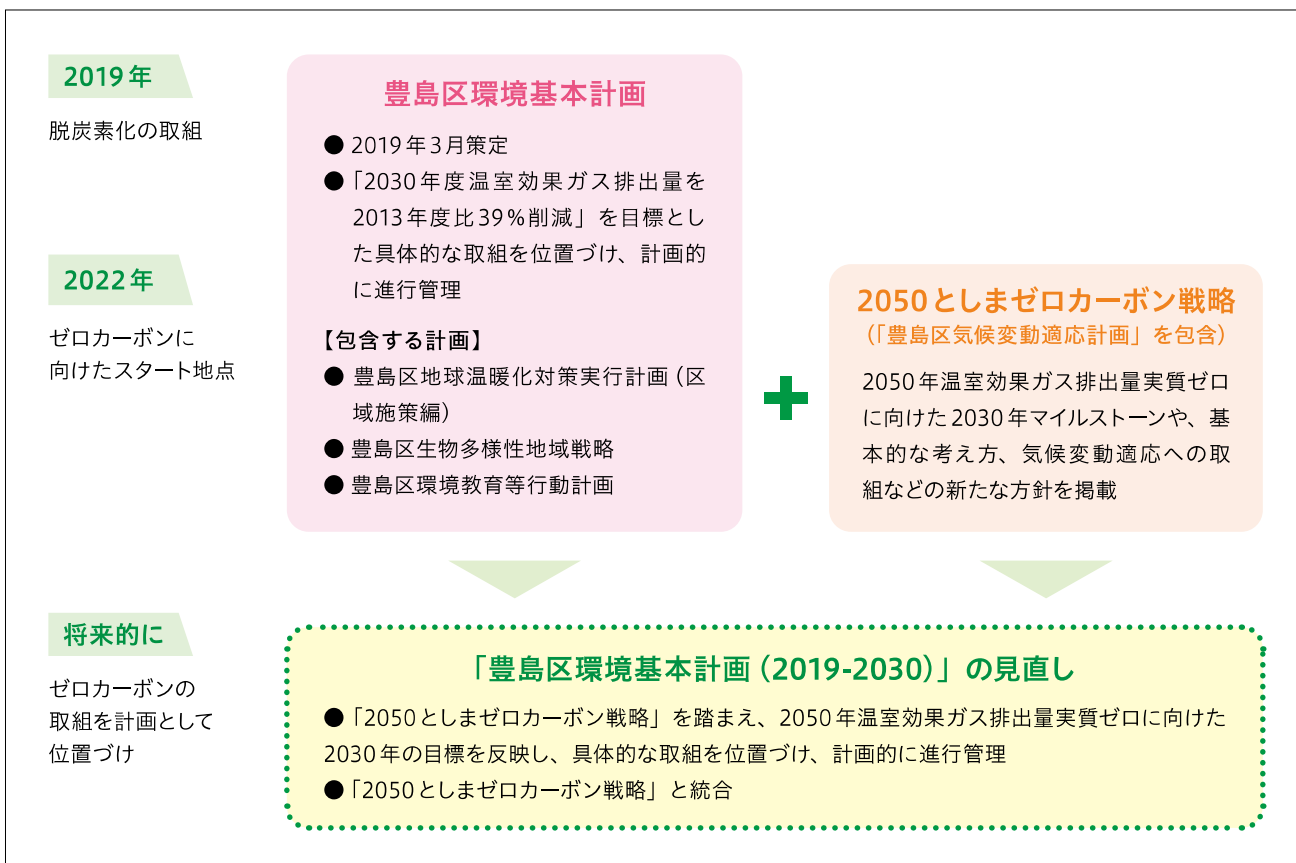 2019年
脱炭素化の取組
豊島区環境基本計画
● 2019年3月策定
● 「2030年度温室効果ガス排出量を
2013年度比39%削減」を目標とし
た具体的な取組を位置づけ、計画的
に進行管理
【包含する計画】
● 豊島区地球温暖化対策実行計画(区
域施策編)
● 豊島区生物多様性地域戦略
● 豊島区環境教育等行動計画
2022年
ゼロカーボンに
向けたスタート地点
2050としまゼロカーボン戦略
(「豊島区気候変動適応計画」を包含)
2050年温室効果ガス排出量実質ゼロ
に向けた2030年マイルストーンや、基
本的な考え方、気候変動適応への取
組などの新たな方針を掲載
将来的に
ゼロカーボンの
取組を計画として
位置づけ
「豊島区環境基本計画(2019-2030)」の見直し
● 「2050としまゼロカーボン戦略」を踏まえ、2050年温室効果ガス排出量実質ゼロに向けた
2030年の目標を反映し、具体的な取組を位置づけ、計画的に進行管理
● 「2050としまゼロカーボン戦略」と統合